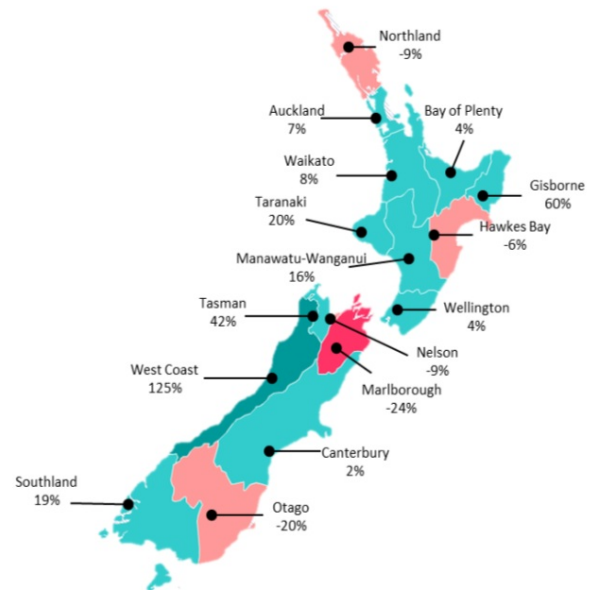 Northland
-9%
Auckland
7%
Bay of Plenty
4%
Waikato
8%
Gisborne
60%
Taranaki
20%
Hawkes Bay
-6%
Manawatu-Wanganui
16%
Tasman
42%
Wellington
4%
Nelson
-9%
West Coast
125%
Marlborough
-24%
Canterbury
2%
Southland
19%
Otago
-20%